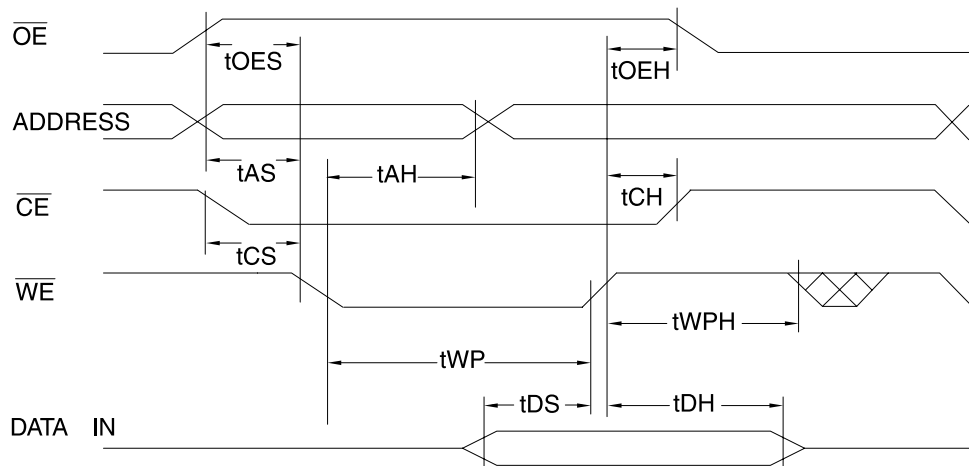 OE
tOES
tOEH
ADDRESS
tAS
tAH
tCH
CE
tCS
WE
tWPH
tWP
tDS
tDH
DATA IN